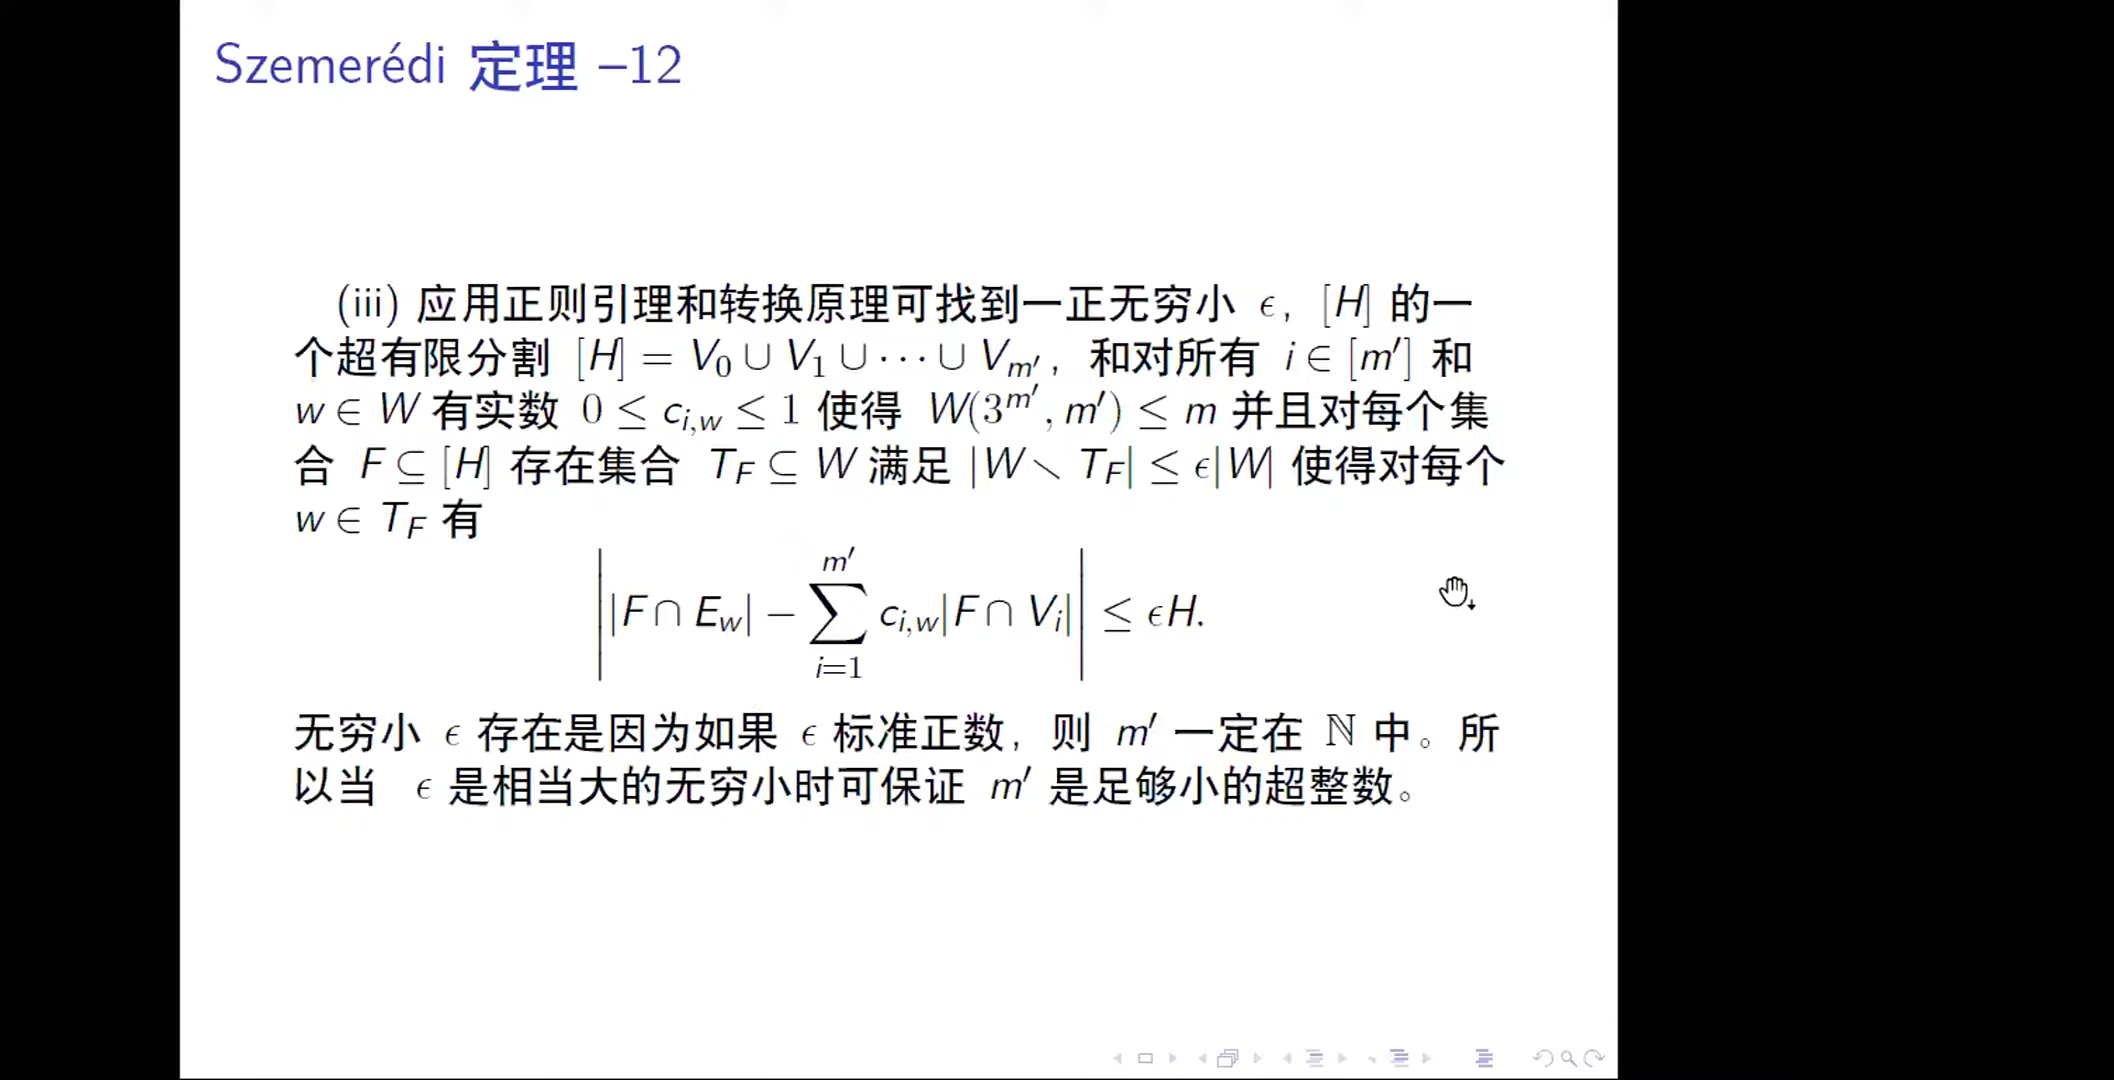 Szemerédi 定理 –12
(iii) 应用正则引理和转换原理可找到一正无穷小 ϵ，[H] 的一
个超有限分割 [H] = V₀ ∪ V₁ ∪ ⋯ ∪ V_{m′}，和对所有 i ∈ [m′] 和
w ∈ W 有实数 0 ≤ c_{i,w} ≤ 1 使得 W(3^{m′}, m′) ≤ m 并且对每个集
合 F ⊆ [H] 存在集合 T_F ⊆ W 满足 |W ∖ T_F| ≤ ϵ|W| 使得对每个
w ∈ T_F 有
| |F ∩ E_w| − ∑_{i=1}^{m′} c_{i,w}|F ∩ V_i| | ≤ ϵH.
无穷小 ϵ 存在是因为如果 ϵ 标准正数，则 m′ 一定在 ℕ 中。所
以当 ϵ 是相当大的无穷小时可保证 m′ 是足够小的超整数。